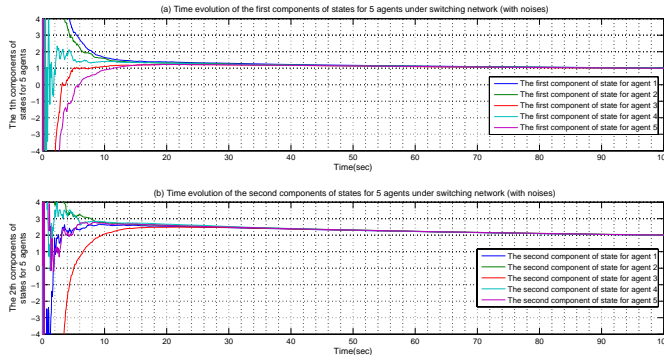 (a) Time evolution of the first components of states for 5 agents under switching network (with noises)
The 1th components of
states for 5 agents
4
3
2
1
0
−1
−2
−3
−4
The first component of state for agent 1
The first component of state for agent 2
The first component of state for agent 3
The first component of state for agent 4
The first component of state for agent 5
0 10 20 30 40 50 60 70 80 90 100
Time(sec)
(b) Time evolution of the second components of states for 5 agents under switching network (with noises)
The 2th components of
states for 5 agents
4
3
2
1
0
−1
−2
−3
−4
The second component of state for agent 1
The second component of state for agent 2
The second component of state for agent 3
The second component of state for agent 4
The second component of state for agent 5
0 10 20 30 40 50 60 70 80 90 100
Time(sec)